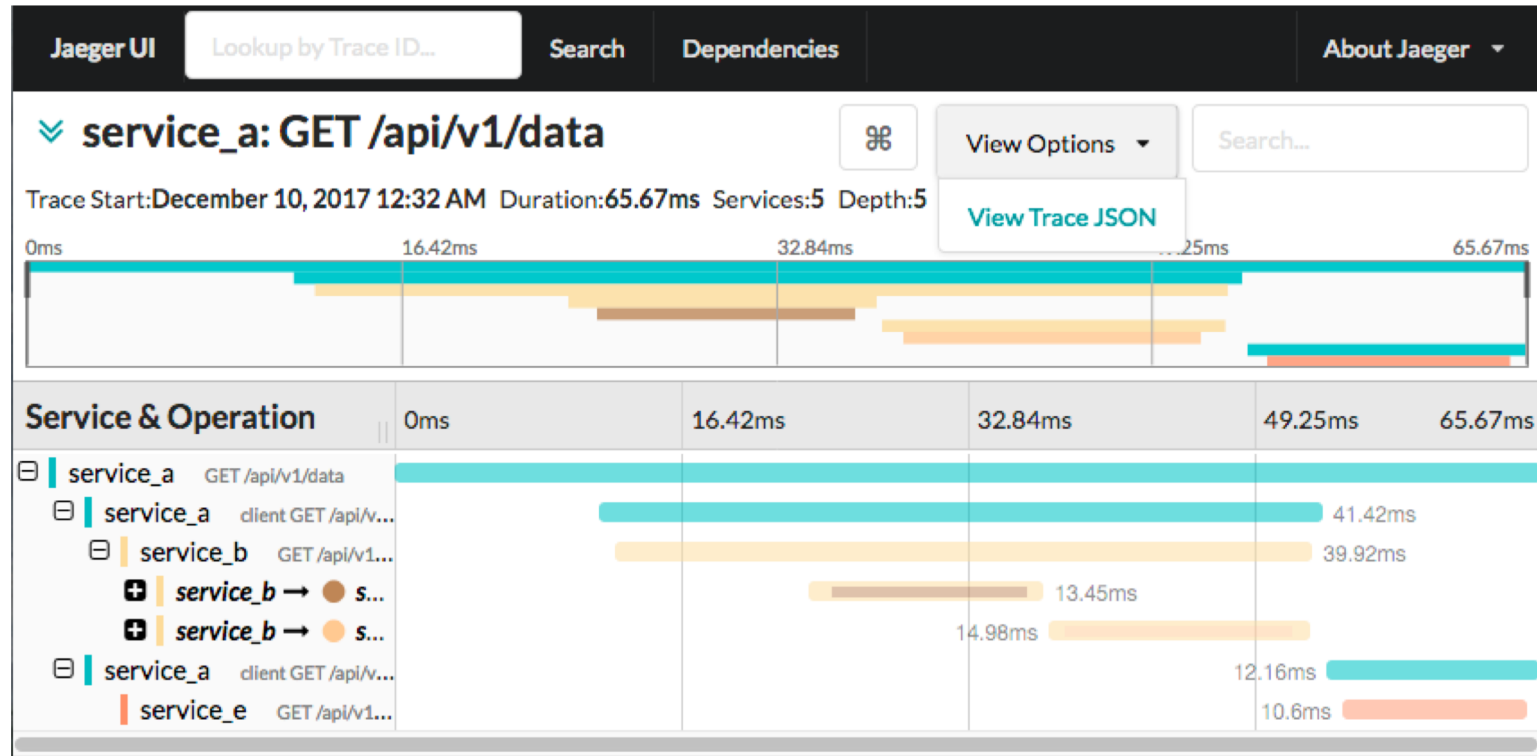 Jaeger UI Lookup by Trace ID... Search Dependencies About Jaeger
service_a: GET /api/v1/data ⌘ View Options Search...
Trace Start:December 10, 2017 12:32 AM Duration:65.67ms Services:5 Depth:5
View Trace JSON
0ms 16.42ms 32.84ms 65.67ms
Service & Operation 0ms 16.42ms 32.84ms 49.25ms 65.67ms
service_a GET /api/v1/data
service_a client GET /api/v... 41.42ms
service_b GET /api/v1... 39.92ms
service_b → s... 13.45ms
service_b → s... 14.98ms
service_a client GET /api/v... 12.16ms
service_e GET /api/v1... 10.6ms